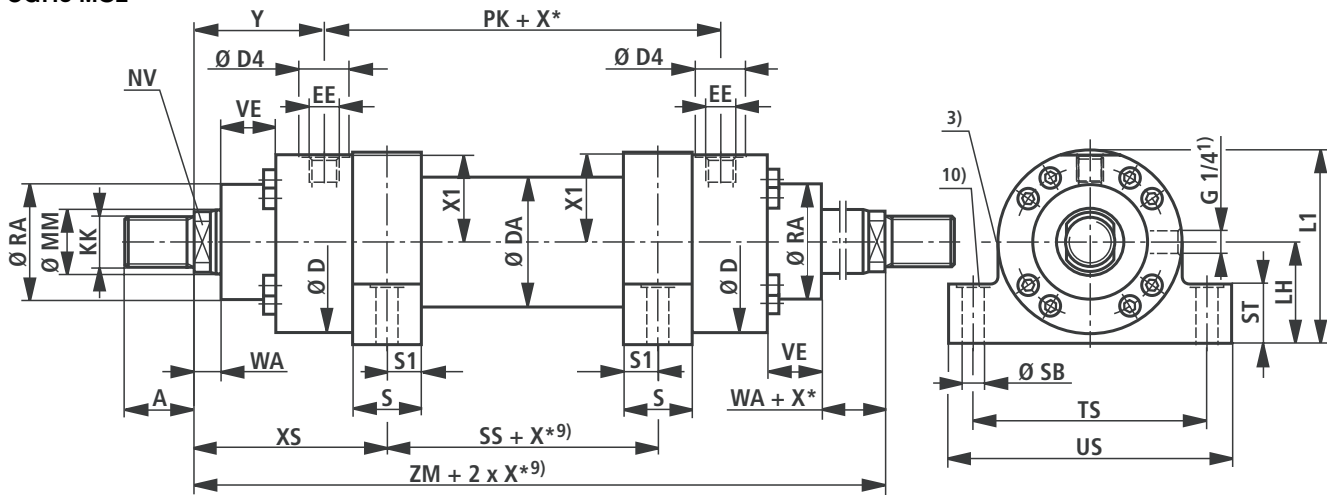 Y
PK + X*
Ø D4
Ø D4
NV
EE
EE
VE
3)
G 1/4¹⁾
10)
X1
X1
Ø RA
Ø MM
KK
Ø DA
Ø RA
L1
Ø D
Ø D
LH
ST
S1
S1
VE
WA
Ø SB
A
S
S
WA + X*
TS
XS
SS + X*⁹⁾
US
ZM + 2 x X*⁹⁾